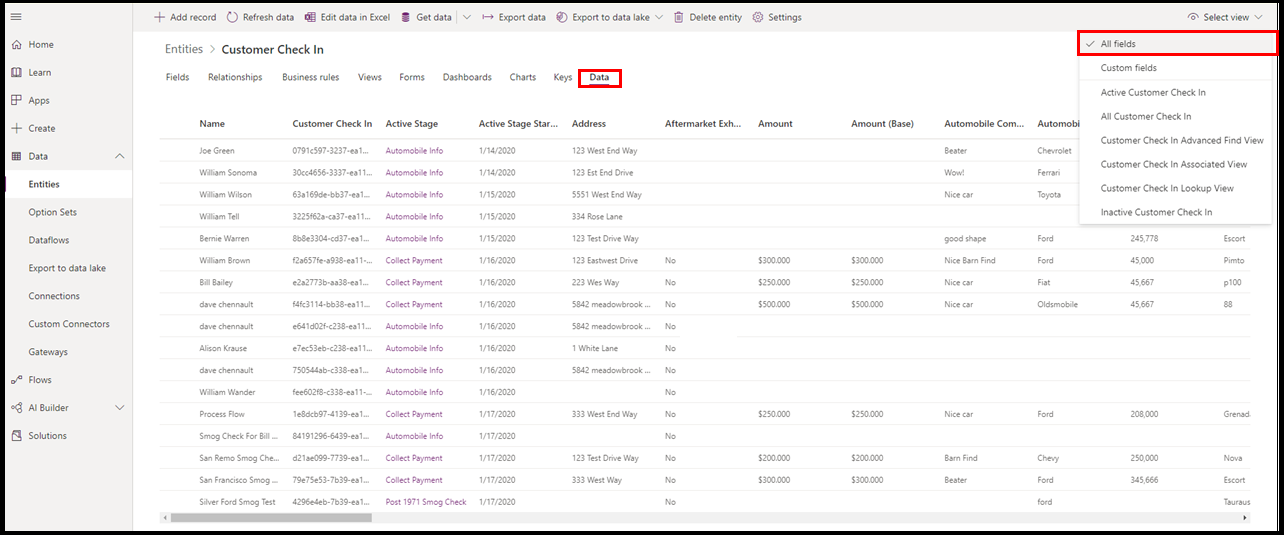 Add record Refresh data Edit data in Excel Get data Export data Export to data lake Delete entity Settings Select view
Home
Learn
Apps
Create
Data
Entities
Option Sets
Dataflows
Export to data lake
Connections
Custom Connectors
Gateways
Flows
AI Builder
Solutions
Entities > Customer Check In
Fields Relationships Business rules Views Forms Dashboards Charts Keys Data
All fields
Custom fields
Active Customer Check In
All Customer Check In
Customer Check In Advanced Find View
Customer Check In Associated View
Customer Check In Lookup View
Inactive Customer Check In
Name Customer Check In Active Stage Active Stage Star... Address Aftermarket Exh... Amount Amount (Base) Automobile Com... Automobi
Joe Green 0791c597-3237-ea1... Automobile Info 1/14/2020 123 West End Way Beater Chevrolet
William Sonoma 30cc4656-3337-ea11... Automobile Info 1/14/2020 123 Est End Drive Wow! Ferrari
William Wilson 63a169de-bb37-ea1... Automobile Info 1/15/2020 5551 West End Way Nice car Toyota
William Tell 3225f62a-ca37-ea11... Automobile Info 1/15/2020 334 Rose Lane
Bernie Warren 8b8e3304-cd37-ea1... Automobile Info 1/15/2020 123 Test Drive Way good shape Ford 245,778 Escort
William Brown f2a657fe-a938-ea11-... Collect Payment 1/16/2020 123 Eastwest Drive No $300.000 $300.000 Nice Barn Find Ford 45,000 Pimto
Bill Bailey e2a2773b-aa38-ea1... Collect Payment 1/16/2020 223 Wes Way No $250.000 $250.000 Nice car Fiat 45,667 p100
dave chennault f4fc3114-bb38-ea11... Collect Payment 1/16/2020 5842 meadowbrook ... No $500.000 $500.000 Nice car Oldsmobile 45,667 88
dave chennault e641d02f-c238-ea11... Automobile Info 1/16/2020 5842 meadowbrook ... No
Alison Krause e7ec53eb-c238-ea11... Automobile Info 1/16/2020 1 White Lane No
dave chennault 750544ab-c338-ea1... Automobile Info 1/16/2020 5842 meadowbrook ... No
William Wander fee602f8-c338-ea11-... Automobile Info 1/16/2020 No
Process Flow 1e8dcb97-4139-ea1... Collect Payment 1/17/2020 333 West End Way No $250.000 $250.000 Nice car Ford 208,000 Grenad
Smog Check For Bill ... 84191296-6439-ea1... Automobile Info 1/17/2020 No
San Remo Smog Che... d21ae099-7739-ea1... Collect Payment 1/17/2020 123 Test Drive Way No $200.000 $200.000 Barn Find Chevy 250,000 Nova
San Francisco Smog ... 79e75e53-7b39-ea1... Collect Payment 1/17/2020 333 West Way No $300.000 $300.000 Beater Ford 345,666 Escort
Silver Ford Smog Test 4296e4eb-7b39-ea1... Post 1971 Smog Check 1/17/2020 No ford Tauraus